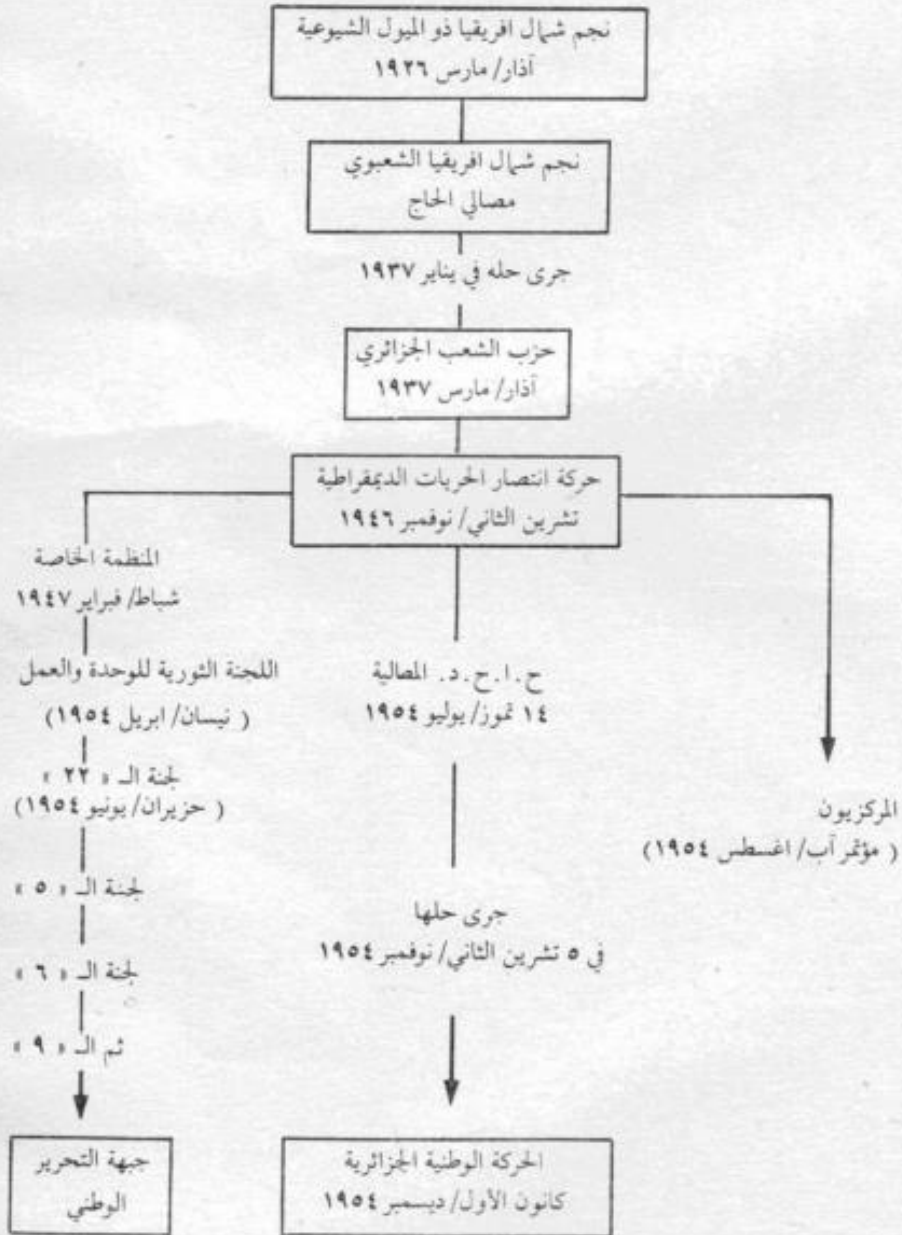 نجم شمال افريقيا ذو الميول الشيوعية
آذار/ مارس ١٩٢٦
نجم شمال افريقيا الشعبوي
مصالي الحاج
جرى حله في يناير ١٩٣٧
حزب الشعب الجزائري
آذار/ مارس ١٩٣٧
حركة انتصار الحريات الديمقراطية
تشرين الثاني/ نوفمبر ١٩٤٦
المنظمة الخاصة
شباط/ فبراير ١٩٤٧
اللجنة الثورية للوحدة والعمل
( نيسان/ ابريل ١٩٥٤)
لجنة الـ « ٢٢ »
( حزيران/ يونيو ١٩٥٤)
لجنة الـ « ٥ »
لجنة الـ « ٦ »
ثم الـ « ٩ »
جبهة التحرير
الوطني
ح.ا.ح.د. المصالية
١٤ تموز/ يوليو ١٩٥٤
جرى حلها
في ٥ تشرين الثاني/ نوفمبر ١٩٥٤
الحركة الوطنية الجزائرية
كانون الأول/ ديسمبر ١٩٥٤
المركزيون
( مؤتمر آب/ اغسطس ١٩٥٤)